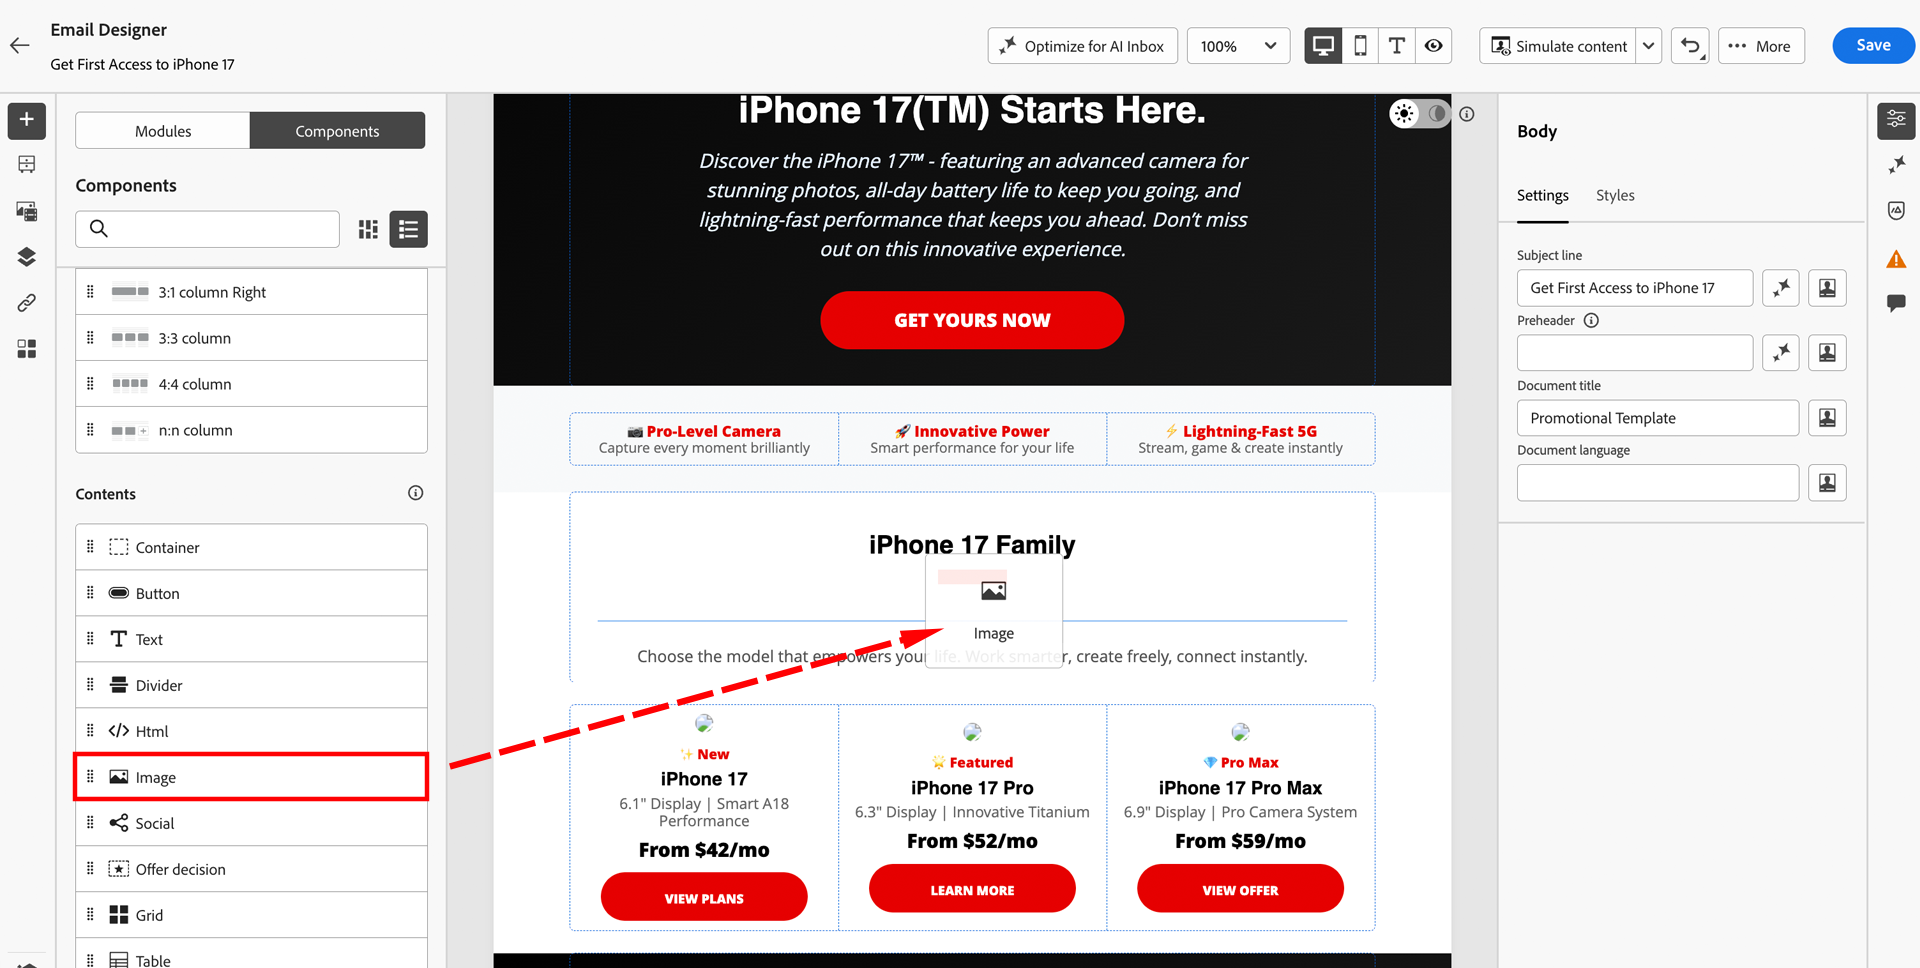 Email Designer
Get First Access to iPhone 17
Optimize for AI Inbox
100%
Simulate content
More
Save
Modules
Components
Components
3:1 column Right
3:3 column
4:4 column
n:n column
Contents
Container
Button
Text
Divider
Html
Image
Social
Offer decision
Grid
Table
iPhone 17(TM) Starts Here.
Discover the iPhone 17™ - featuring an advanced camera for
stunning photos, all-day battery life to keep you going, and
lightning-fast performance that keeps you ahead. Don’t miss
out on this innovative experience.
GET YOURS NOW
📷 Pro-Level Camera
Capture every moment brilliantly
🚀 Innovative Power
Smart performance for your life
⚡ Lightning-Fast 5G
Stream, game & create instantly
iPhone 17 Family
Image
Choose the model that empowers your life. Work smarter, create freely, connect instantly.
✨ New
iPhone 17
6.1" Display | Smart A18
Performance
From $42/mo
VIEW PLANS
🌟 Featured
iPhone 17 Pro
6.3" Display | Innovative Titanium
From $52/mo
LEARN MORE
💎 Pro Max
iPhone 17 Pro Max
6.9" Display | Pro Camera System
From $59/mo
VIEW OFFER
Body
Settings
Styles
Subject line
Get First Access to iPhone 17
Preheader
Document title
Promotional Template
Document language